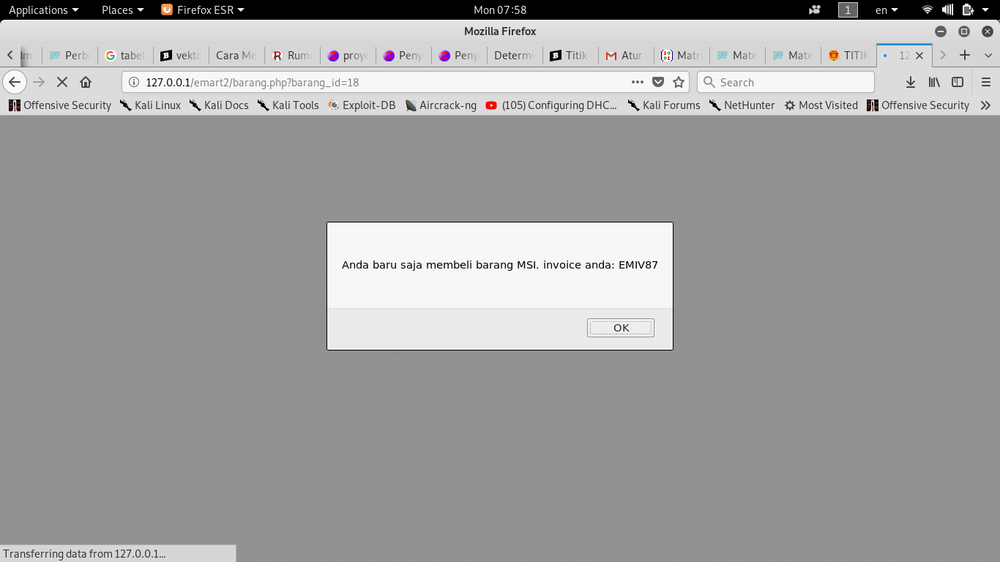 Applications Places Firefox ESR Mon 07:58 1 en
Mozilla Firefox
Perb tabel vekto Cara Me Rum proye Peny Peny Determi Titik Atur Matr Mate Mate TITIK 12
127.0.0.1/emart2/barang.php?barang_id=18 Search
Offensive Security Kali Linux Kali Docs Kali Tools Exploit-DB Aircrack-ng (105) Configuring DHC... Kali Forums NetHunter Most Visited Offensive Security
Anda baru saja membeli barang MSI. invoice anda: EMIV87
OK
Transferring data from 127.0.0.1...